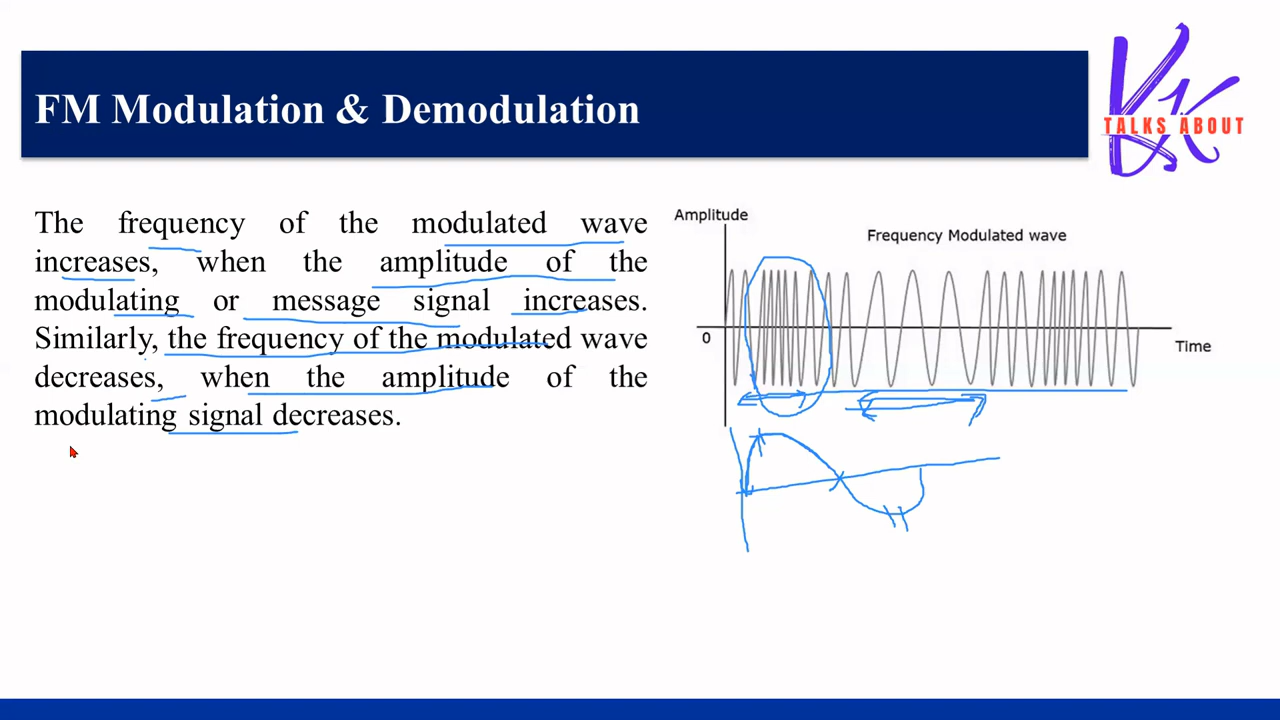 FM Modulation & Demodulation
TALKS ABOUT
The frequency of the modulated wave
increases, when the amplitude of the
modulating or message signal increases.
Similarly, the frequency of the modulated wave
decreases, when the amplitude of the
modulating signal decreases.
Amplitude
Frequency Modulated wave
0
Time